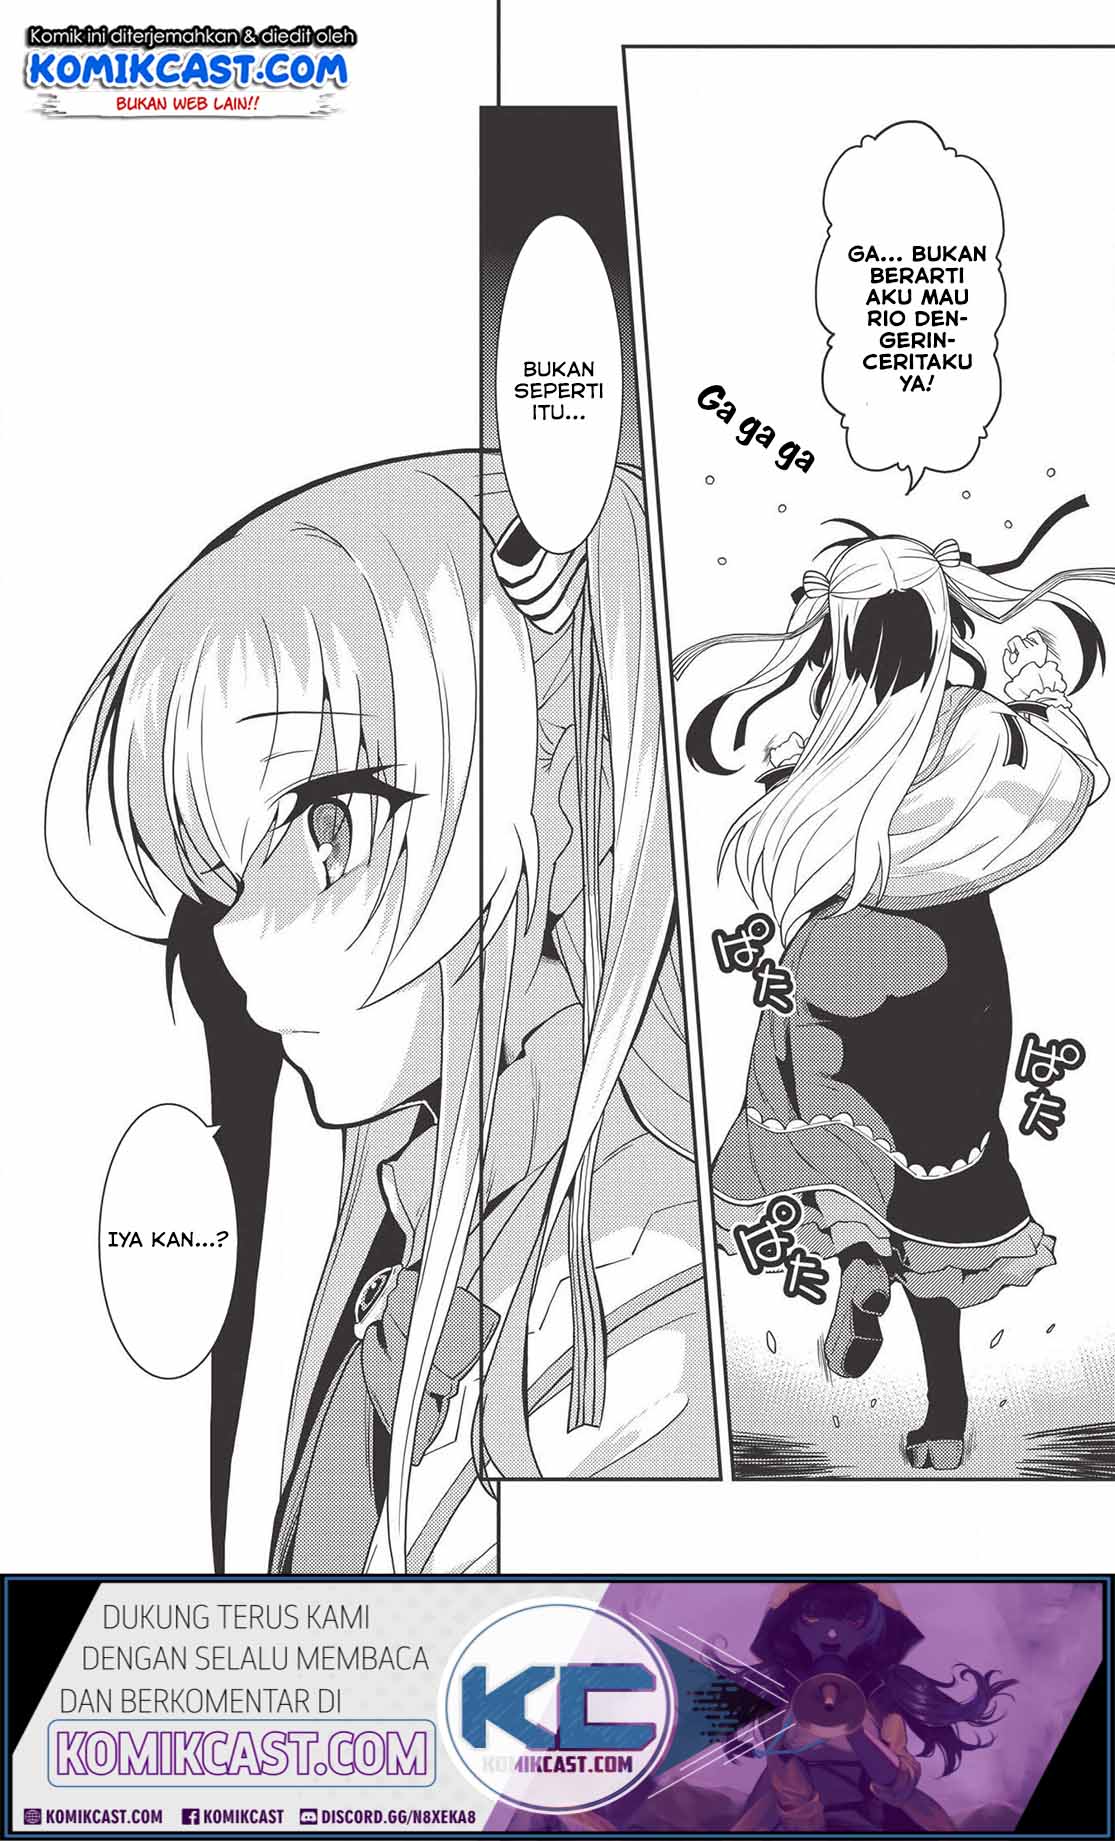 Komik ini diterjemahkan & diedit oleh
KOMIKCAST.COM
BUKAN WEB LAIN!!
GA... BUKAN
BERARTI
AKU MAU
RIO DEN-
GERIN-
CERITAKU
YA!
Ga ga ga
ぱた
ぱた
ぱた
BUKAN
SEPERTI
ITU...
IYA KAN...?
DUKUNG TERUS KAMI
DENGAN SELALU MEMBACA
DAN BERKOMENTAR DI
KOMIKCAST.COM
KC
KOMIKCAST.COM
KOMIKCAST.COM
KOMIKCAST
DISCORD.GG/N8XEKA8